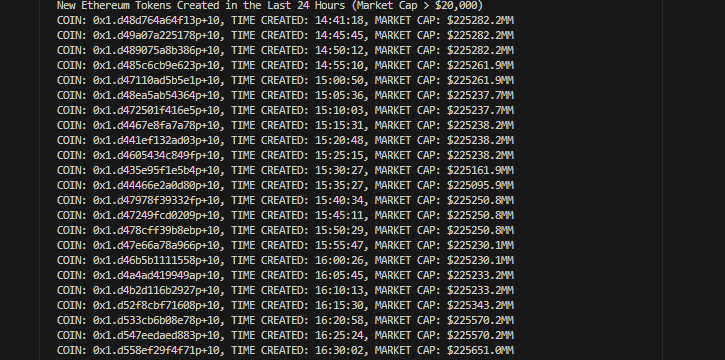 New Ethereum Tokens Created in the Last 24 Hours (Market Cap > $20,000)
COIN: 0x1.d48d764a64f13p+10, TIME CREATED: 14:41:18, MARKET CAP: $225282.2MM
COIN: 0x1.d49a07a225178p+10, TIME CREATED: 14:45:45, MARKET CAP: $225282.2MM
COIN: 0x1.d489075a8b386p+10, TIME CREATED: 14:50:12, MARKET CAP: $225282.2MM
COIN: 0x1.d485c6cb9e623p+10, TIME CREATED: 14:55:10, MARKET CAP: $225261.9MM
COIN: 0x1.d47110ad5b5e1p+10, TIME CREATED: 15:00:50, MARKET CAP: $225261.9MM
COIN: 0x1.d48ea5ab54364p+10, TIME CREATED: 15:05:36, MARKET CAP: $225237.7MM
COIN: 0x1.d472501f416e5p+10, TIME CREATED: 15:10:03, MARKET CAP: $225237.7MM
COIN: 0x1.d4467e8fa7a78p+10, TIME CREATED: 15:15:31, MARKET CAP: $225238.2MM
COIN: 0x1.d441ef132ad03p+10, TIME CREATED: 15:20:48, MARKET CAP: $225238.2MM
COIN: 0x1.d4605434c849fp+10, TIME CREATED: 15:25:15, MARKET CAP: $225238.2MM
COIN: 0x1.d435e95f1e5b4p+10, TIME CREATED: 15:30:27, MARKET CAP: $225161.9MM
COIN: 0x1.d44466e2a0d80p+10, TIME CREATED: 15:35:27, MARKET CAP: $225095.9MM
COIN: 0x1.d47978f39332fp+10, TIME CREATED: 15:40:34, MARKET CAP: $225250.8MM
COIN: 0x1.d47249fcd0209p+10, TIME CREATED: 15:45:11, MARKET CAP: $225250.8MM
COIN: 0x1.d478cff39b8ebp+10, TIME CREATED: 15:50:29, MARKET CAP: $225250.8MM
COIN: 0x1.d47e66a78a966p+10, TIME CREATED: 15:55:47, MARKET CAP: $225230.1MM
COIN: 0x1.d46b5b1111558p+10, TIME CREATED: 16:00:26, MARKET CAP: $225230.1MM
COIN: 0x1.d4a4ad419949ap+10, TIME CREATED: 16:05:45, MARKET CAP: $225233.2MM
COIN: 0x1.d4b2d116b2927p+10, TIME CREATED: 16:10:13, MARKET CAP: $225233.2MM
COIN: 0x1.d52f8cbf71608p+10, TIME CREATED: 16:15:30, MARKET CAP: $225343.2MM
COIN: 0x1.d533cb6b08e78p+10, TIME CREATED: 16:20:58, MARKET CAP: $225570.2MM
COIN: 0x1.d547eedaed883p+10, TIME CREATED: 16:25:24, MARKET CAP: $225570.2MM
COIN: 0x1.d558ef29f4f71p+10, TIME CREATED: 16:30:02, MARKET CAP: $225651.0MM